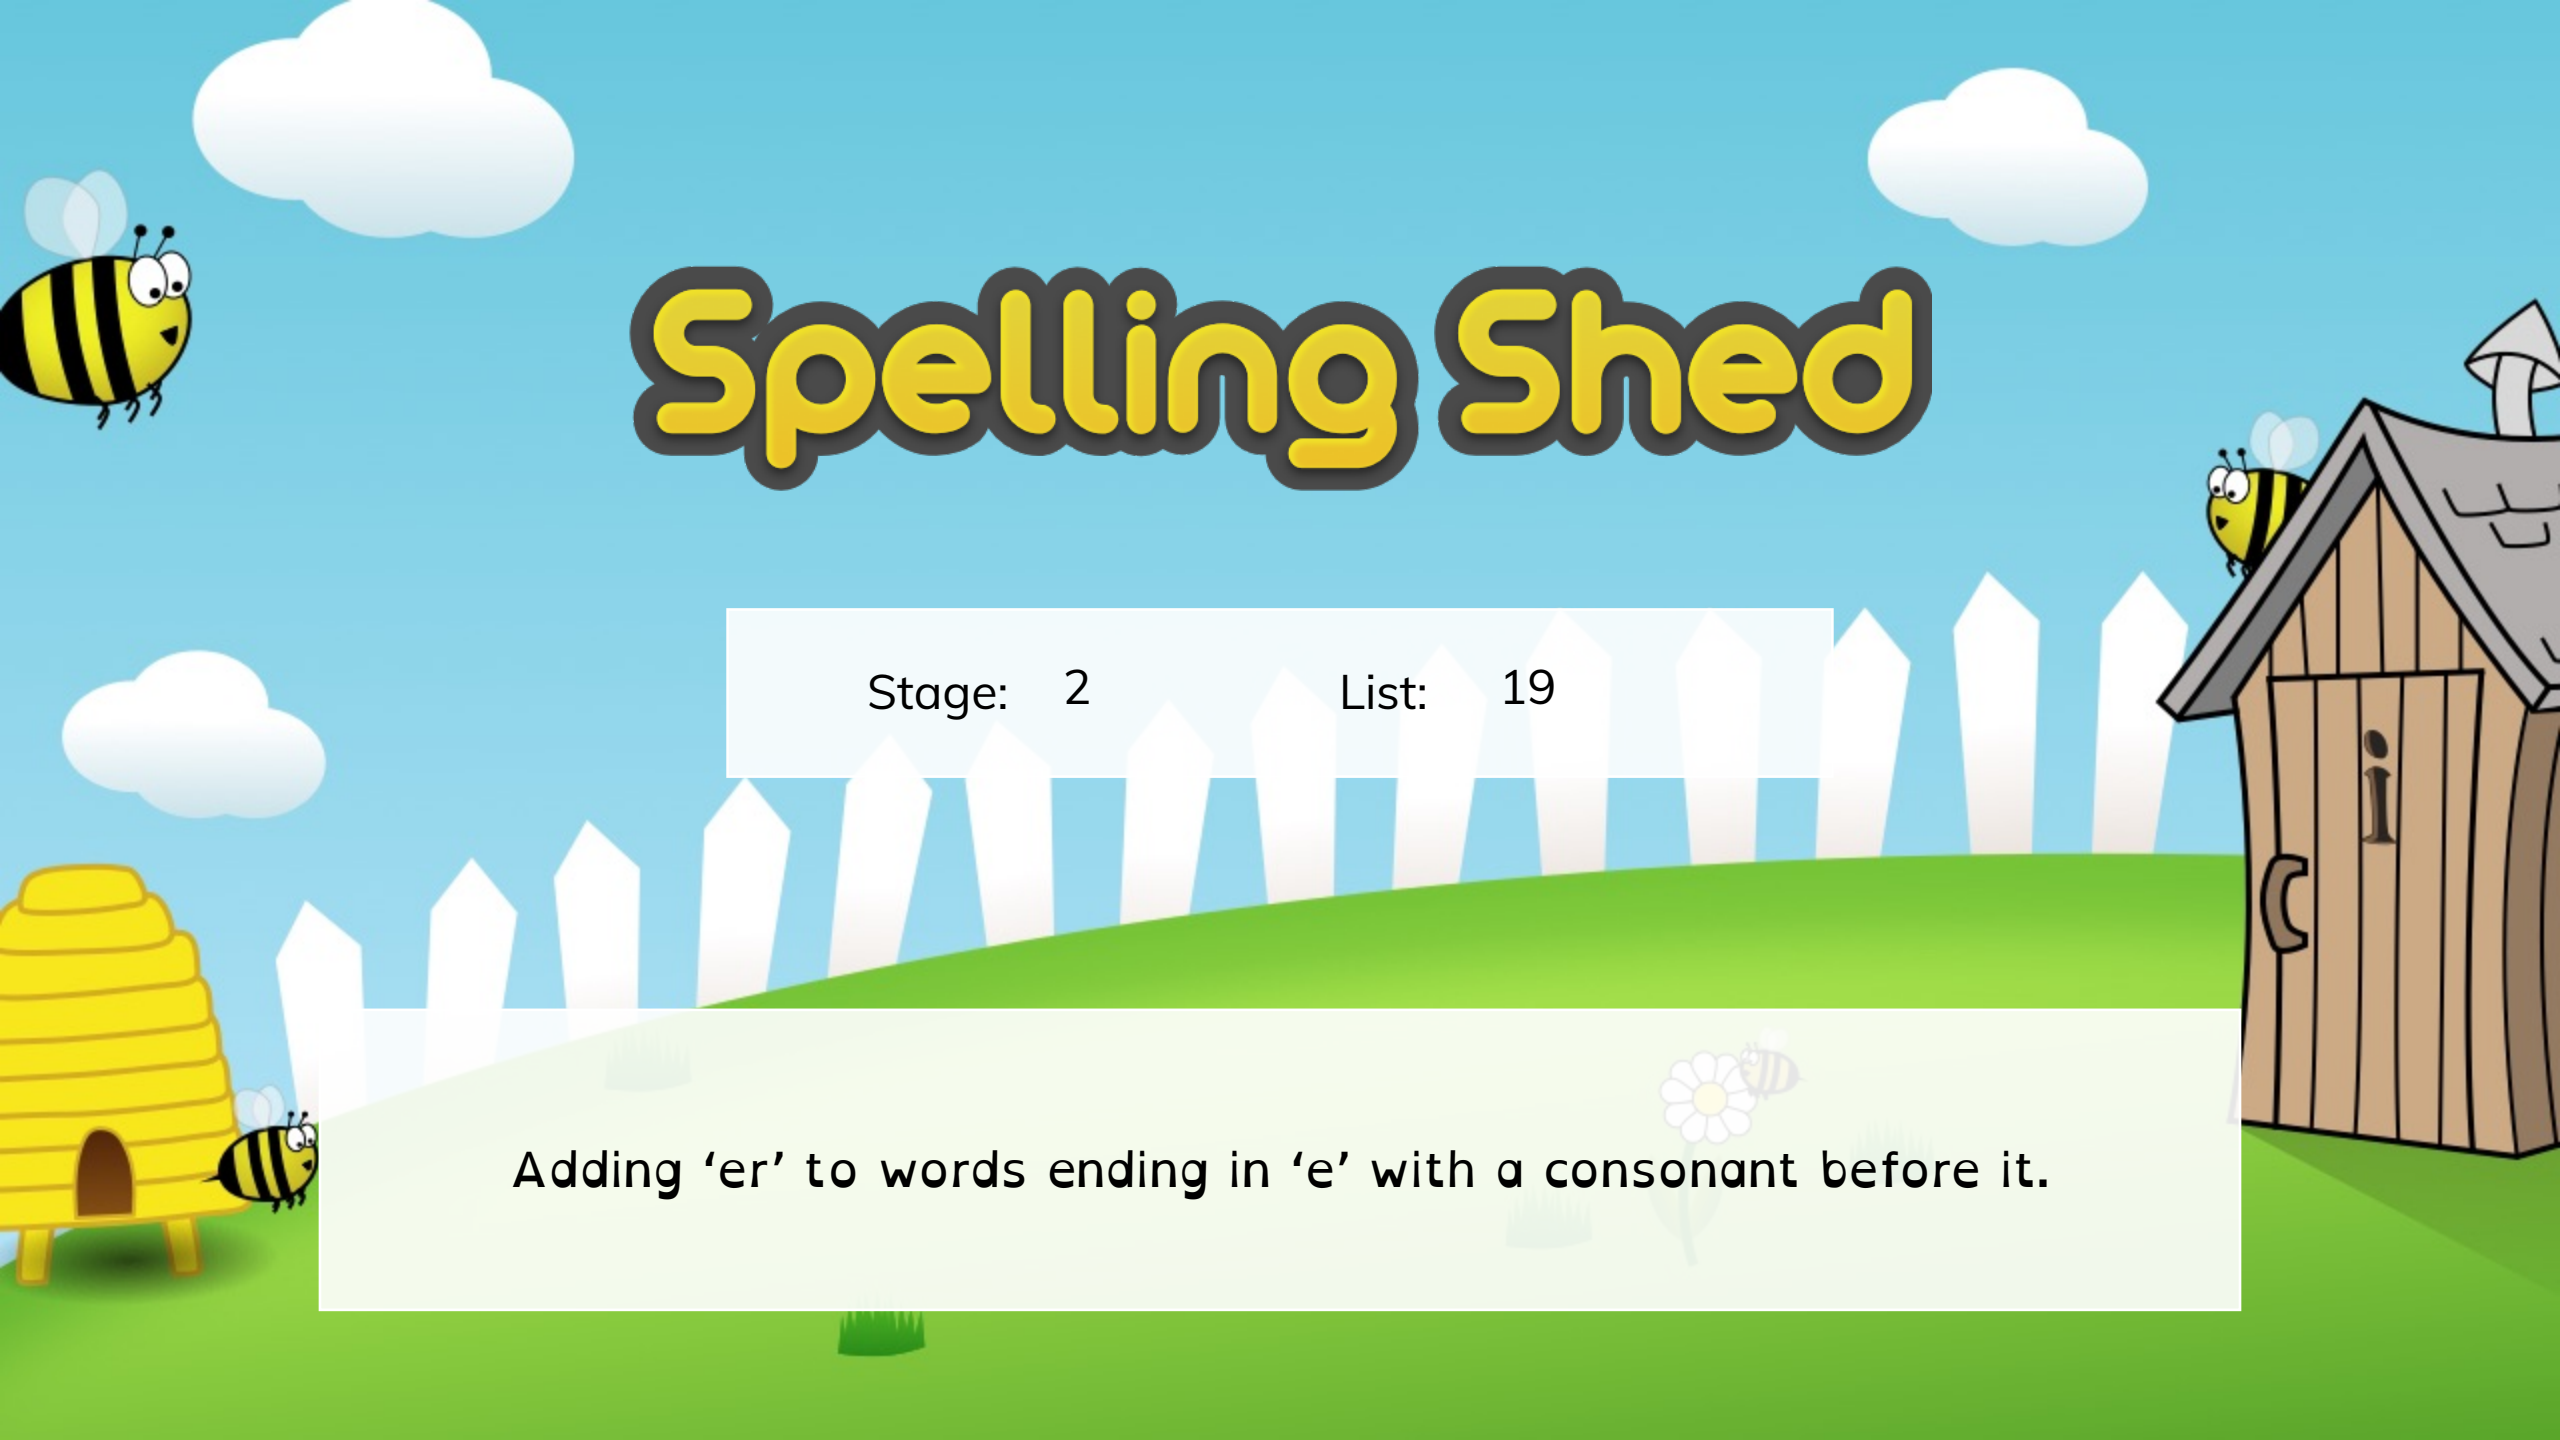 Spelling Shed
Stage: 2 List: 19
i
Adding ‘er’ to words ending in ‘e’ with a consonant before it.